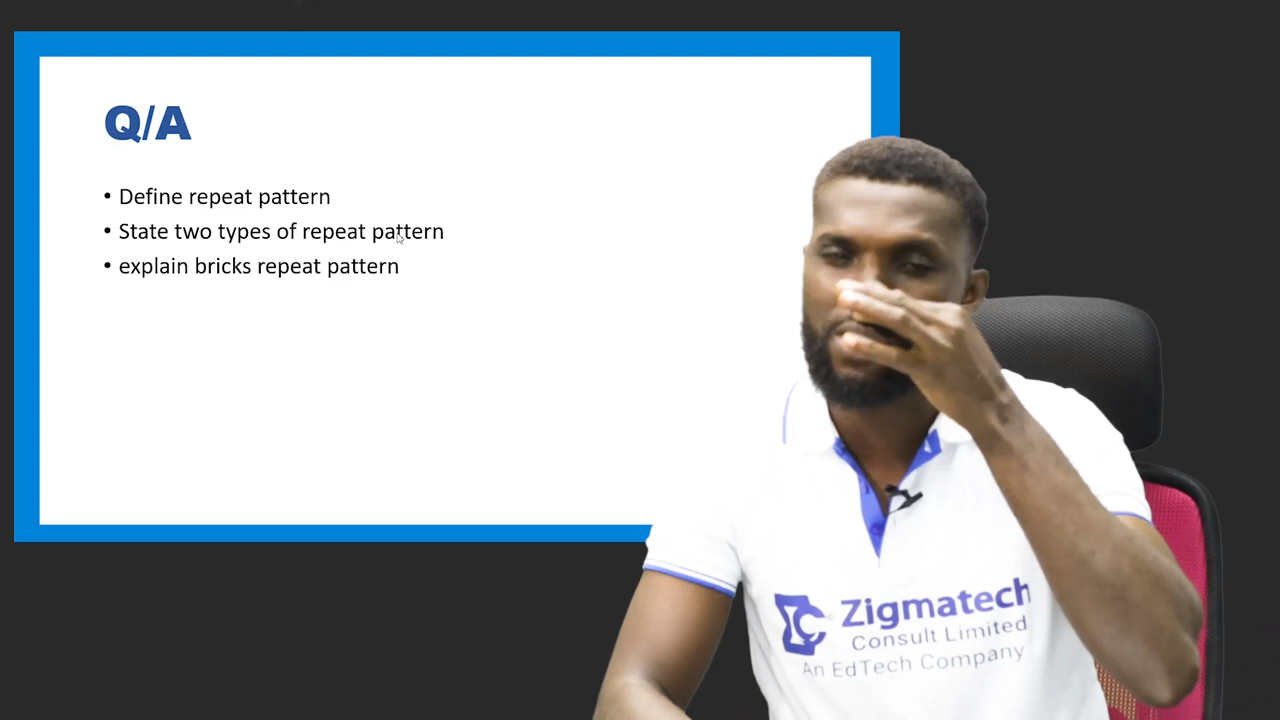 Q/A
• Define repeat pattern
• State two types of repeat pattern
• explain bricks repeat pattern
Zigmatech
Consult Limited
An EdTech Company